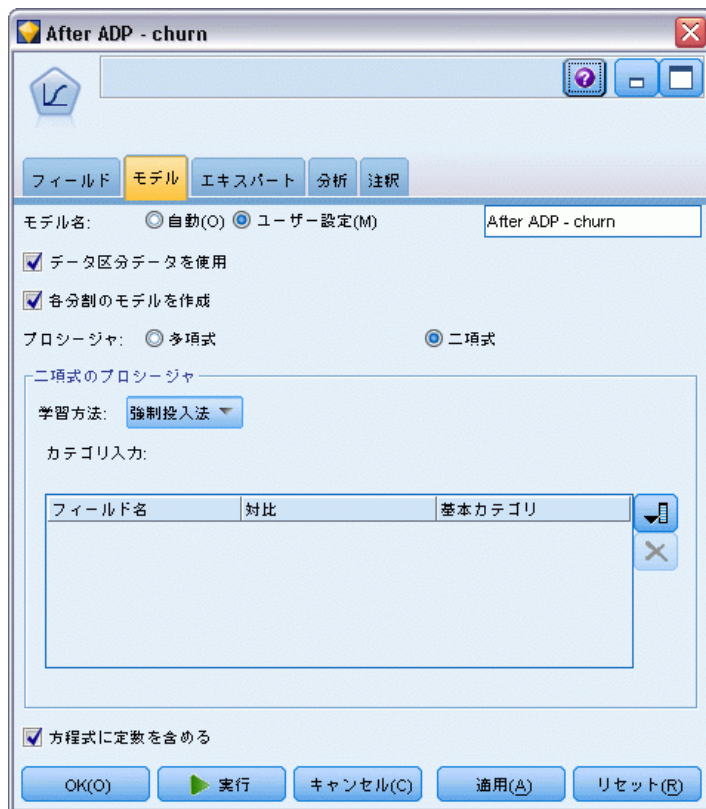 After ADP - churn
フィールド モデル エキスパート 分析 注釈
モデル名: 自動(O) ユーザー設定(M) After ADP - churn
データ区分データを使用
各分割のモデルを作成
プロシージャ: 多項式 二項式
二項式のプロシージャ
学習方法: 強制投入法
カテゴリ入力:
フィールド名 対比 基本カテゴリ
方程式に定数を含める
OK(O) 実行 キャンセル(C) 適用(A) リセット(R)